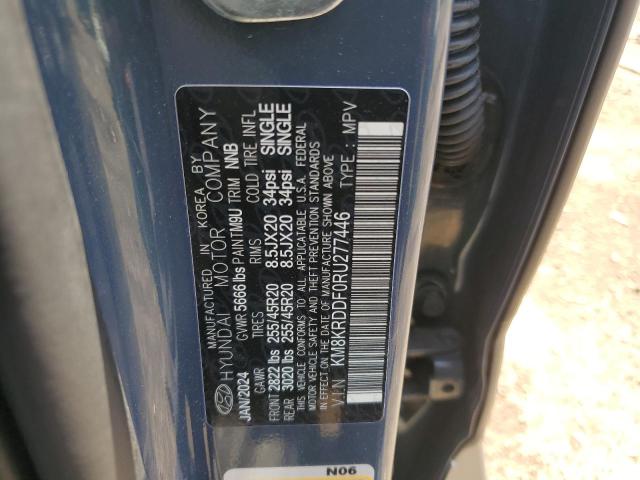 MANUFACTURED IN KOREA BY
HYUNDAI MOTOR COMPANY
JAN/2024 GVWR 5666 lbs PAINT M9U TRIM NNB
GAWR TIRES RIMS COLD TIRE INFL
FRONT 2822 lbs 255/45R20 8.5JX20 34psi SINGLE
REAR 3020 lbs 255/45R20 8.5JX20 34psi SINGLE
THIS VEHICLE CONFORMS TO ALL APPLICABLE U.S.A. FEDERAL
MOTOR VEHICLE SAFETY AND THEFT PREVENTION STANDARDS
IN EFFECT ON THE DATE OF MANUFACTURE SHOWN ABOVE
V.I.N: KM8KRDDF0RU277446 TYPE : MPV
N06